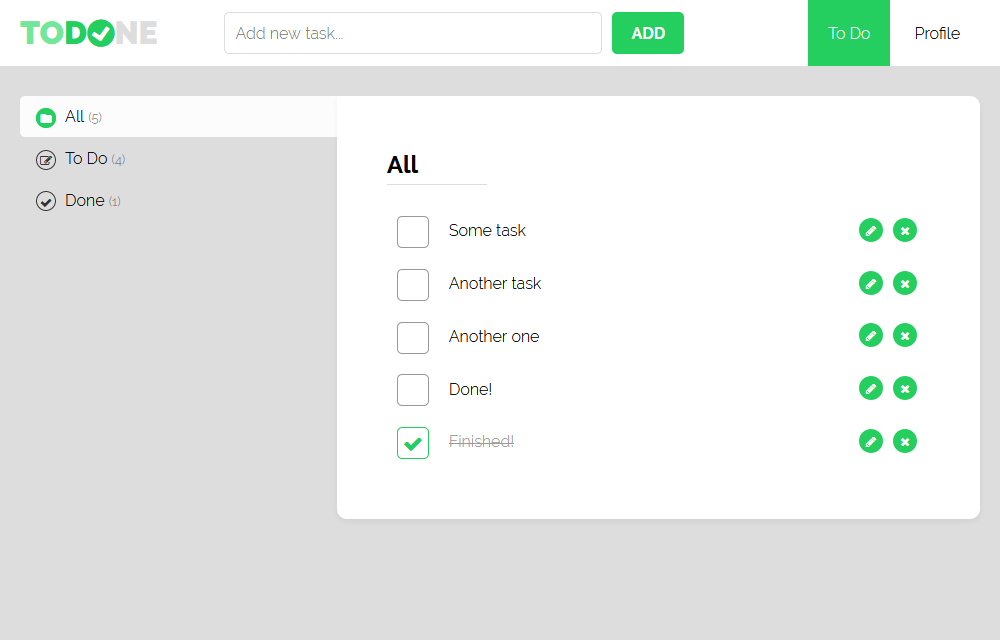 TODONE
Add new task...
ADD
To Do
Profile
All (5)
To Do (4)
Done (1)
All
Some task
Another task
Another one
Done!
Finished!